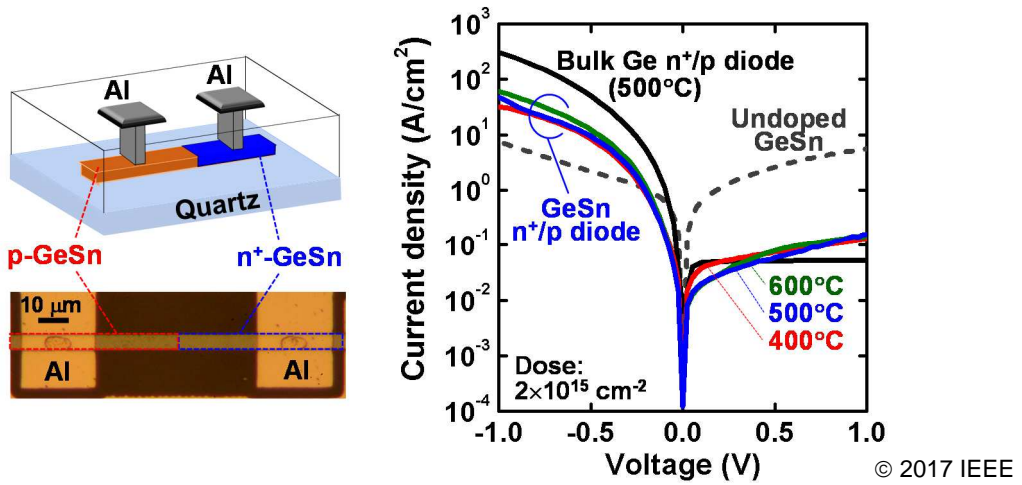 Al
Al
Quartz
p-GeSn
n⁺-GeSn
10 μm
Al
Al
Current density (A/cm²)
10³
10²
10¹
10⁰
10⁻¹
10⁻²
10⁻³
10⁻⁴
Bulk Ge n⁺/p diode
(500°C)
Undoped
GeSn
GeSn
n⁺/p diode
600°C
500°C
400°C
Dose:
2×10¹⁵ cm⁻²
-1.0 -0.5 0.0 0.5 1.0
Voltage (V)
© 2017 IEEE